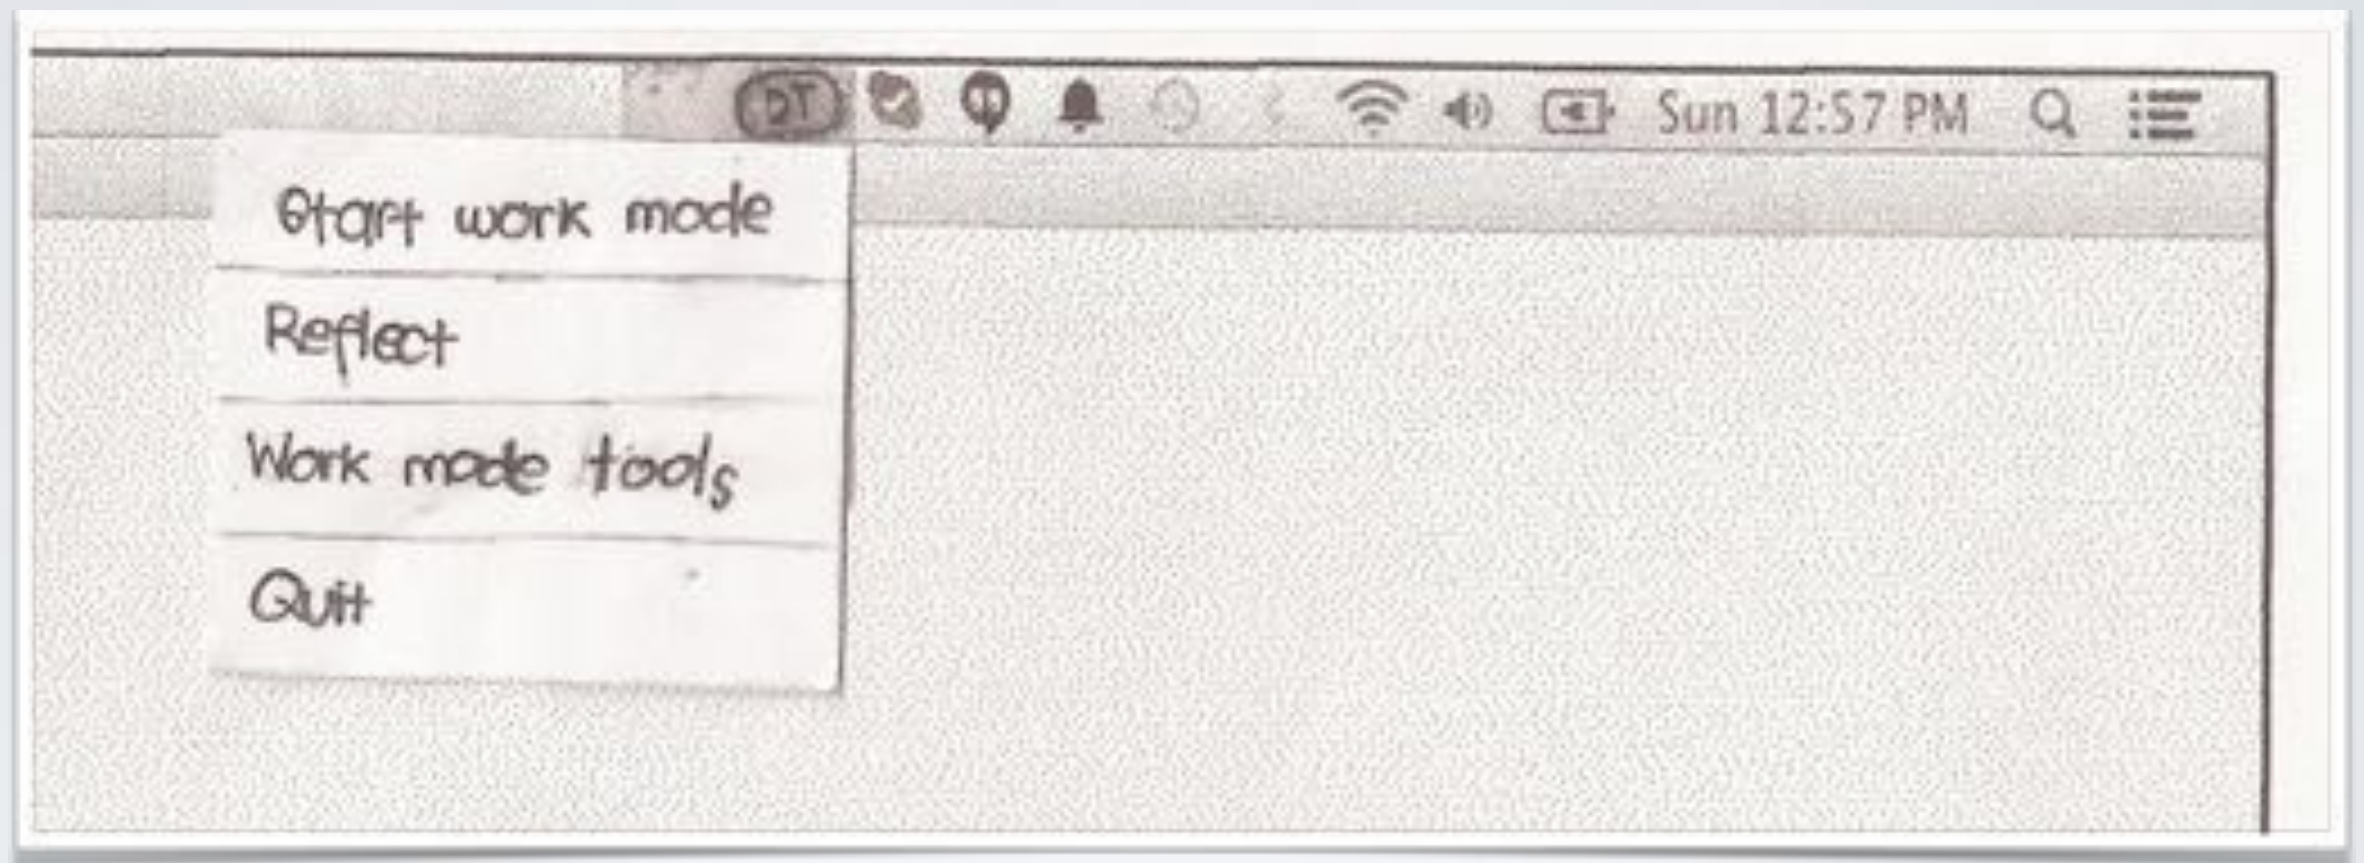 DT Sun 12:57 PM
Start work mode
Reflect
Work mode tools
Quit